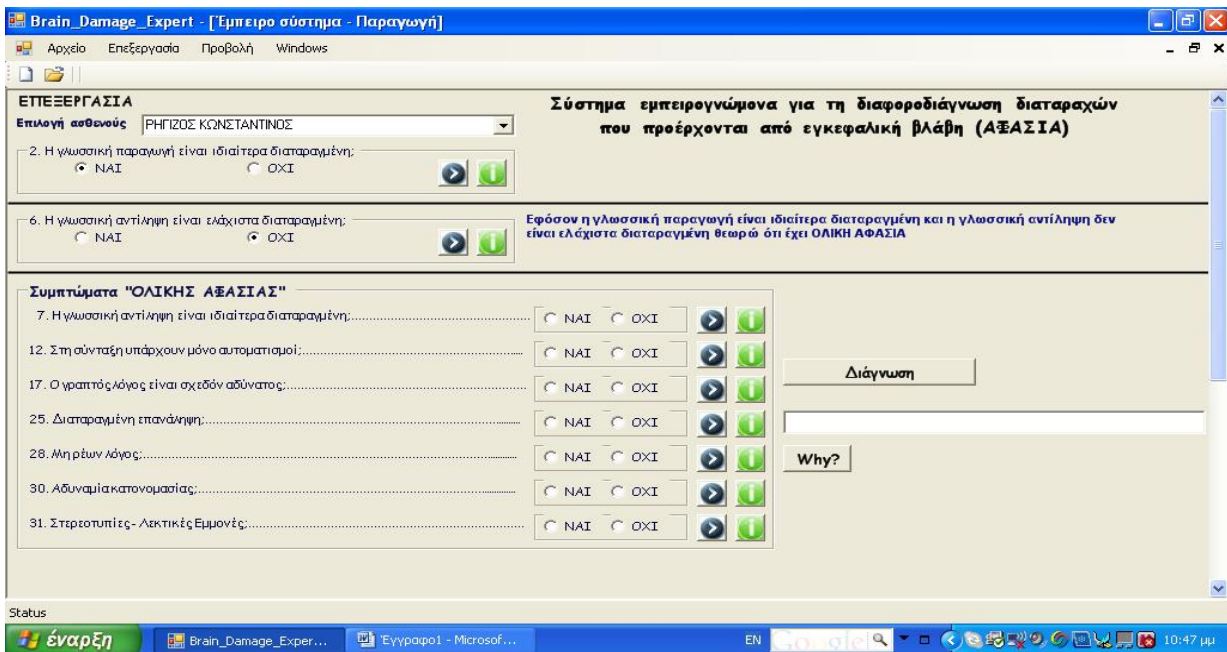 Brain_Damage_Expert - [Έμπειρο σύστημα - Παραγωγή]
Αρχείο Επεξεργασία Προβολή Windows
ΕΠΕΞΕΡΓΑΣΙΑ
Επιλογή ασθενούς ΡΗΓΙΖΟΣ ΚΩΝΣΤΑΝΤΙΝΟΣ
Σύστημα εμπειρογνώμονα για τη διαφοροδιάγνωση διαταραχών
που προέρχονται από εγκεφαλική βλάβη (ΑΦΑΣΙΑ)
2. Η γλωσσική παραγωγή είναι ιδιαίτερα διαταραγμένη;
ΝΑΙ ΟΧΙ
6. Η γλωσσική αντίληψη είναι ελάχιστα διαταραγμένη;
ΝΑΙ ΟΧΙ
Εφόσον η γλωσσική παραγωγή είναι ιδιαίτερα διαταραγμένη και η γλωσσική αντίληψη δεν
είναι ελάχιστα διαταραγμένη θεωρώ ότι έχει ΟΛΙΚΗ ΑΦΑΣΙΑ
Συμπτώματα "ΟΛΙΚΗΣ ΑΦΑΣΙΑΣ"
7. Η γλωσσική αντίληψη είναι ιδιαίτερα διαταραγμένη; ΝΑΙ ΟΧΙ
12. Στη σύνταξη υπάρχουν μόνο αυτοματισμοί; ΝΑΙ ΟΧΙ
17. Ο γραπτός λόγος είναι σχεδόν αδύνατος; ΝΑΙ ΟΧΙ
25. Διαταραγμένη επανάληψη; ΝΑΙ ΟΧΙ
28. Μη ρέων λόγος; ΝΑΙ ΟΧΙ
30. Αδυναμία κατονομασίας; ΝΑΙ ΟΧΙ
31. Στερεοτυπίες - Λεκτικές Εμμονές; ΝΑΙ ΟΧΙ
Διάγνωση
Why?
Status
έναρξη Brain_Damage_Exper... Έγγραφο1 - Microsof... EN Google 10:47 μμ